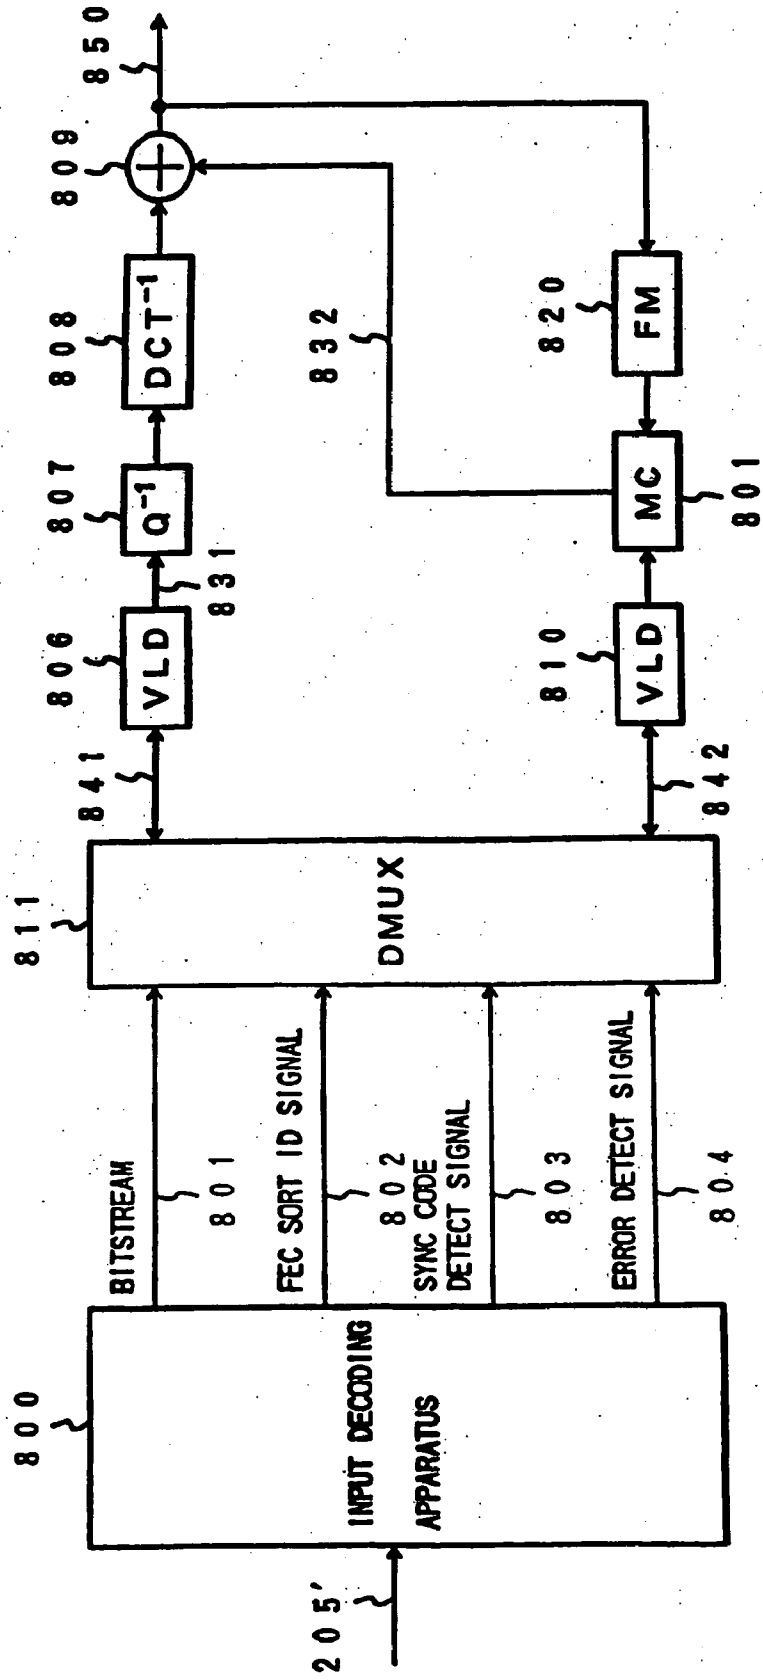 205'
800
INPUT DECODING
APPARATUS
BITSTREAM
801
FEC SORT ID SIGNAL
802
SYNC CODE
DETECT SIGNAL
803
ERROR DETECT SIGNAL
804
811
DMUX
841
806
VLD
831
807
Q⁻¹
808
DCT⁻¹
809
850
832
842
810
VLD
MC
801
820
FM